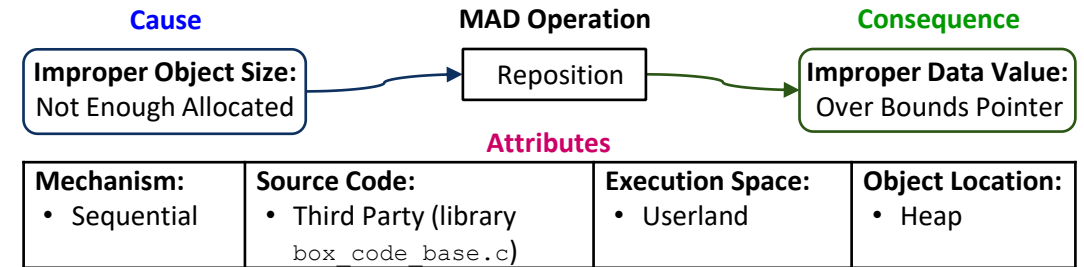 Cause MAD Operation Consequence
Improper Object Size: Reposition Improper Data Value:
Not Enough Allocated Over Bounds Pointer
Attributes
Mechanism: Source Code: Execution Space: Object Location:
• Sequential • Third Party (library • Userland • Heap
box_code_base.c)